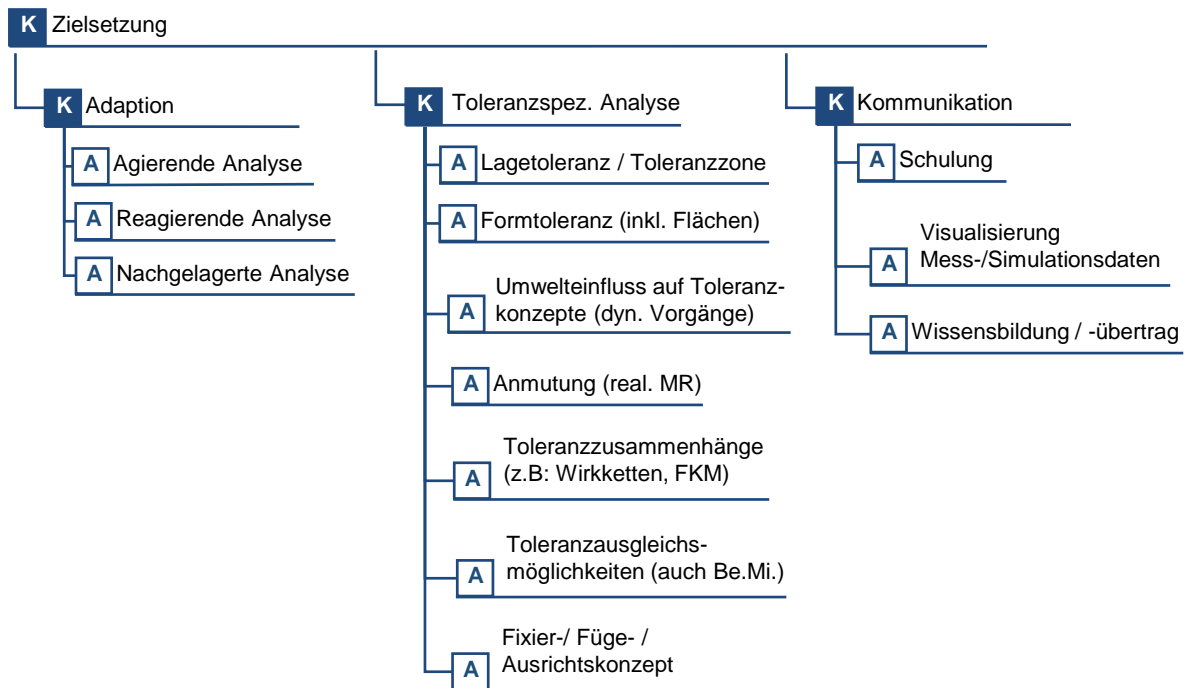 K Zielsetzung
K Adaption
A Agierende Analyse
A Reagierende Analyse
A Nachgelagerte Analyse
K Toleranzspez. Analyse
A Lagetoleranz / Toleranzzone
A Formtoleranz (inkl. Flächen)
A Umwelteinfluss auf Toleranz-
konzepte (dyn. Vorgänge)
A Anmutung (real. MR)
A Toleranzzusammenhänge
(z.B: Wirkketten, FKM)
A Toleranzausgleichs-
möglichkeiten (auch Be.Mi.)
A Fixier-/ Füge- /
Ausrichtskonzept
K Kommunikation
A Schulung
A Visualisierung
Mess-/Simulationsdaten
A Wissensbildung / -übertrag